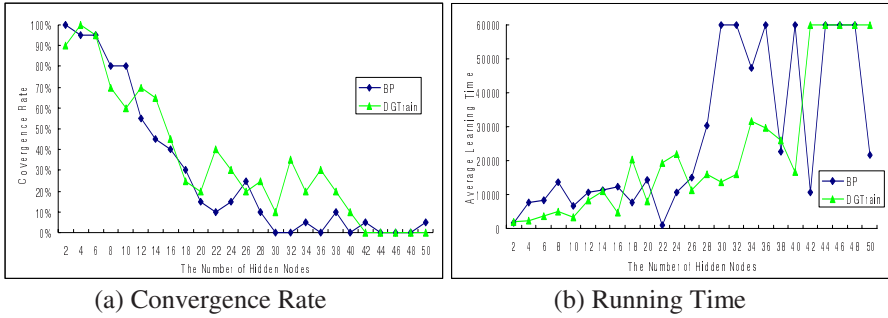 100%
90%
80%
70%
60%
50%
40%
30%
20%
10%
0%
Covergence Rate
BP
DGTrain
2 4 6 8 10 12 14 16 18 20 22 24 26 28 30 32 34 36 38 40 42 44 46 48 50
The Number of Hidden Nodes
(a) Convergence Rate
60000
50000
40000
30000
20000
10000
0
Average Learning Time
BP
DGTrain
2 4 6 8 10 12 14 16 18 20 22 24 26 28 30 32 34 36 38 40 42 44 46 48 50
The Number of Hidden Nodes
(b) Running Time